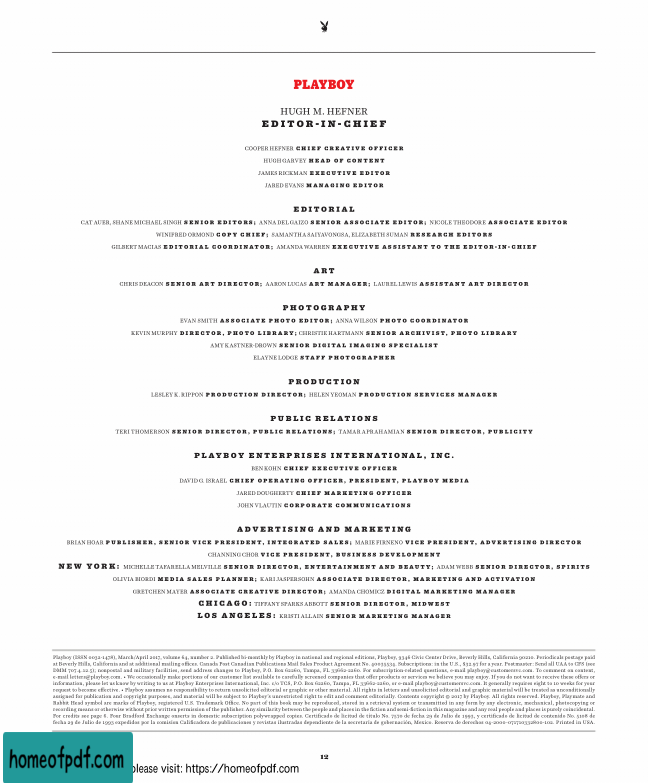 PLAYBOY
HUGH M. HEFNER
EDITOR-IN-CHIEF
COOPER HEFNER CHIEF CREATIVE OFFICER
HUGH GARVEY HEAD OF CONTENT
JAMES RICKMAN EXECUTIVE EDITOR
JARED EVANS MANAGING EDITOR
EDITORIAL
CAT AUER, SHANE MICHAEL SINGH SENIOR EDITORS; ANNA DEL GAIZO SENIOR ASSOCIATE EDITOR; NICOLE THEODORE ASSOCIATE EDITOR
WINIFRED ORMOND COPY CHIEF; SAMANTHA SAIYAVONGSA, ELIZABETH SUMAN RESEARCH EDITORS
GILBERT MACIAS EDITORIAL COORDINATOR; AMANDA WARREN EXECUTIVE ASSISTANT TO THE EDITOR-IN-CHIEF
ART
CHRIS DEACON SENIOR ART DIRECTOR; AARON LUCAS ART MANAGER; LAUREL LEWIS ASSISTANT ART DIRECTOR
PHOTOGRAPHY
EVAN SMITH ASSOCIATE PHOTO EDITOR; ANNA WILSON PHOTO COORDINATOR
KEVIN MURPHY DIRECTOR, PHOTO LIBRARY; CHRISTIE HARTMANN SENIOR ARCHIVIST, PHOTO LIBRARY
AMY KASTNER-DROWN SENIOR DIGITAL IMAGING SPECIALIST
ELAYNE LODGE STAFF PHOTOGRAPHER
PRODUCTION
LESLEY K. RIPPON PRODUCTION DIRECTOR; HELEN YEOMAN PRODUCTION SERVICES MANAGER
PUBLIC RELATIONS
TERI THOMERSON SENIOR DIRECTOR, PUBLIC RELATIONS; TAMAR APRAHAMIAN SENIOR DIRECTOR, PUBLICITY
PLAYBOY ENTERPRISES INTERNATIONAL, INC.
BEN KOHN CHIEF EXECUTIVE OFFICER
DAVID G. ISRAEL CHIEF OPERATING OFFICER, PRESIDENT, PLAYBOY MEDIA
JARED DOUGHERTY CHIEF MARKETING OFFICER
JOHN VLAUTIN CORPORATE COMMUNICATIONS
ADVERTISING AND MARKETING
BRIAN HOAR PUBLISHER, SENIOR VICE PRESIDENT, INTEGRATED SALES; MARIE FIRNENO VICE PRESIDENT, ADVERTISING DIRECTOR
CHANNING CHOR VICE PRESIDENT, BUSINESS DEVELOPMENT
NEW YORK: MICHELLE TAFARELLA MELVILLE SENIOR DIRECTOR, ENTERTAINMENT AND BEAUTY; ADAM WEBB SENIOR DIRECTOR, SPIRITS
OLIVIA BIORDI MEDIA SALES PLANNER; KARI JASPERSOHN ASSOCIATE DIRECTOR, MARKETING AND ACTIVATION
GRETCHEN MAYER ASSOCIATE CREATIVE DIRECTOR; AMANDA CHOMICZ DIGITAL MARKETING MANAGER
CHICAGO: TIFFANY SPARKS ABBOTT SENIOR DIRECTOR, MIDWEST
LOS ANGELES: KRISTI ALLAIN SENIOR MARKETING MANAGER
Playboy (ISSN 0032-1478), March/April 2017, volume 64, number 2. Published bi-monthly by Playboy in national and regional editions, Playboy, 9346 Civic Center Drive, Beverly Hills, California 90210. Periodicals postage paid
at Beverly Hills, California and at additional mailing offices. Canada Post Canadian Publications Mail Sales Product Agreement No. 40035534. Subscriptions: in the U.S., $32.97 for a year. Postmaster: Send all UAA to CFS (see
DMM 707.4.12.5); nonpostal and military facilities, send address changes to Playboy, P.O. Box 62260, Tampa, FL 33662-2260. For subscription-related questions, e-mail playboy@customersvc.com. To comment on content,
e-mail letters@playboy.com. • We occasionally make portions of our customer list available to carefully screened companies that offer products or services we believe you may enjoy. If you do not want to receive these offers or
information, please let us know by writing to us at Playboy Enterprises International, Inc. c/o TCS, P.O. Box 62260, Tampa, FL 33662-2260, or e-mail playboy@customersvc.com. It generally requires eight to 10 weeks for your
request to become effective. • Playboy assumes no responsibility to return unsolicited editorial or graphic or other material. All rights in letters and unsolicited editorial and graphic material will be treated as unconditionally
assigned for publication and copyright purposes, and material will be subject to Playboy's unrestricted right to edit and comment editorially. Contents copyright © 2017 by Playboy. All rights reserved. Playboy, Playmate and
Rabbit Head symbol are marks of Playboy, registered U.S. Trademark Office. No part of this book may be reproduced, stored in a retrieval system or transmitted in any form by any electronic, mechanical, photocopying or
recording means or otherwise without prior written permission of the publisher. Any similarity between the people and places in the fiction and semi-fiction in this magazine and any real people and places is purely coincidental.
For credits see page 8. Four Bradford Exchange onserts in domestic subscription polywrapped copies. Certificado de licitud de titulo No. 7570 de fecha 29 de Julio de 1993, y certificado de licitud de contenido No. 5108 de
fecha 29 de Julio de 1993 expedidos por la comision Calificadora de publicaciones y revistas ilustradas dependiente de la secretaria de gobernación, Mexico. Reserva de derechos Printed in USA.
12
homeofpdf.com
please visit: https://homeofpdf.com